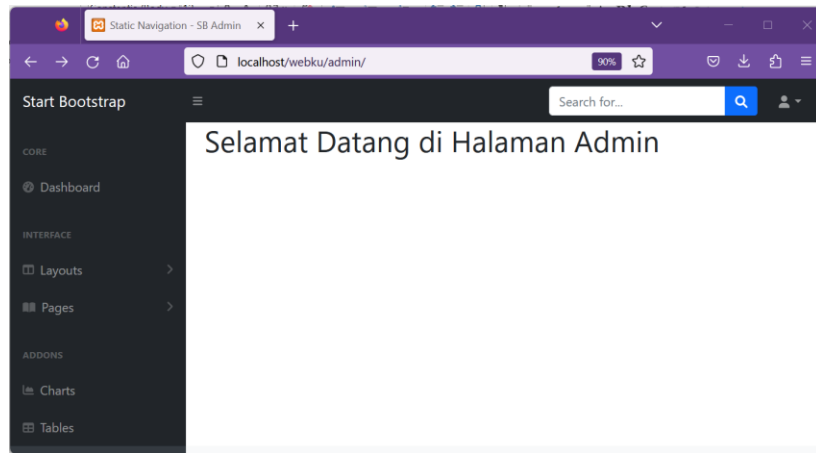 Static Navigation - SB Admin
localhost/webku/admin/
90%
Start Bootstrap
Search for...
Selamat Datang di Halaman Admin
CORE
Dashboard
INTERFACE
Layouts
Pages
ADDONS
Charts
Tables